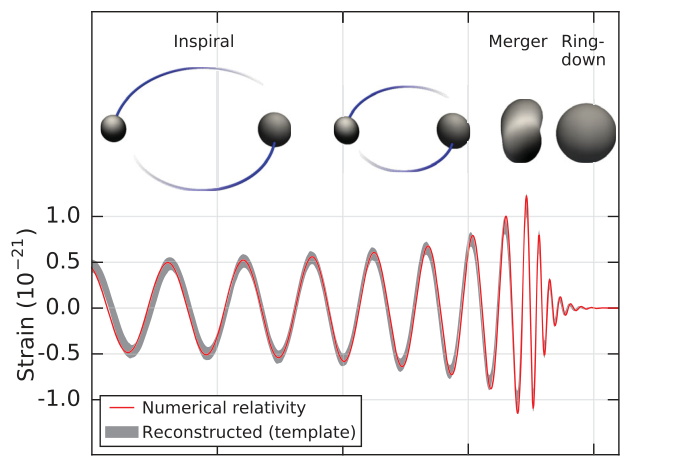 Inspiral
Merger
Ring-
down
Strain (10⁻²¹)
1.0
0.5
0.0
-0.5
-1.0
Numerical relativity
Reconstructed (template)